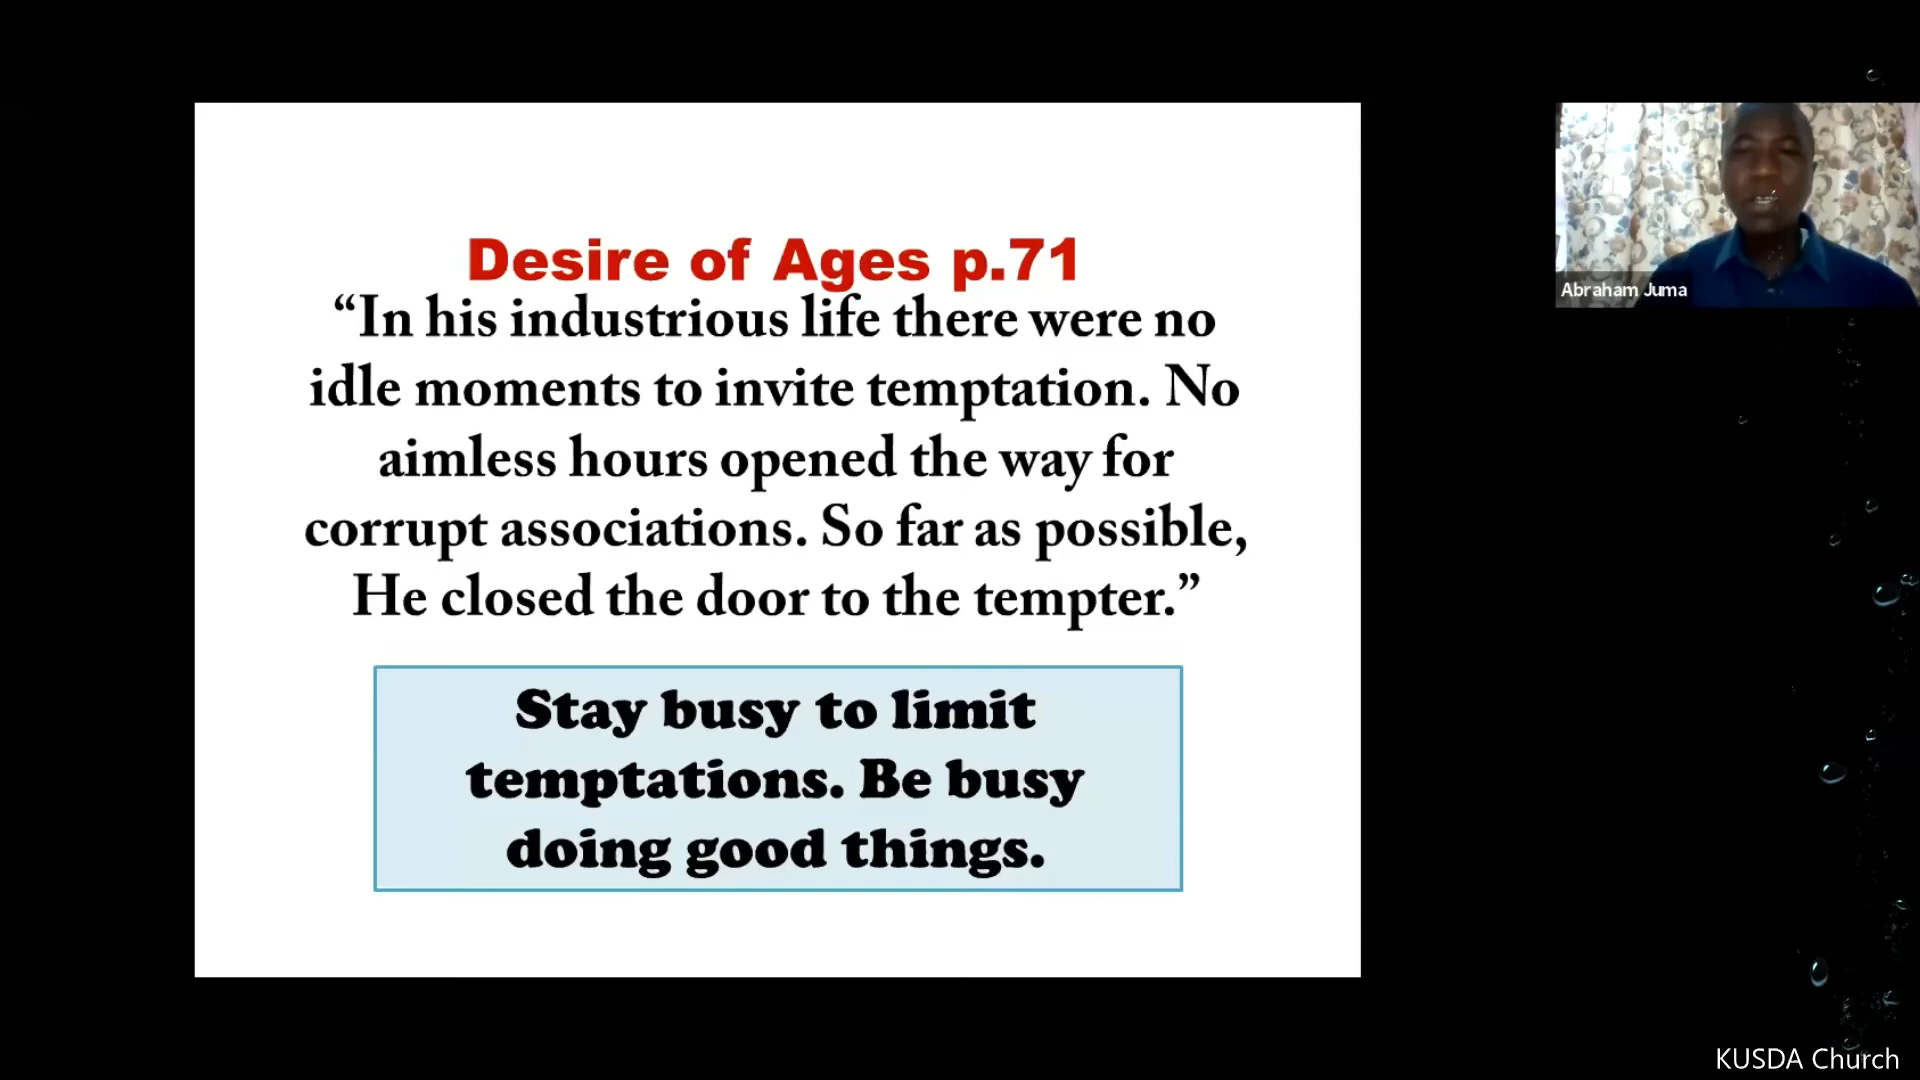 Desire of Ages p.71
“In his industrious life there were no
idle moments to invite temptation. No
aimless hours opened the way for
corrupt associations. So far as possible,
He closed the door to the tempter.”
Stay busy to limit
temptations. Be busy
doing good things.
Abraham Juma
KUSDA Church